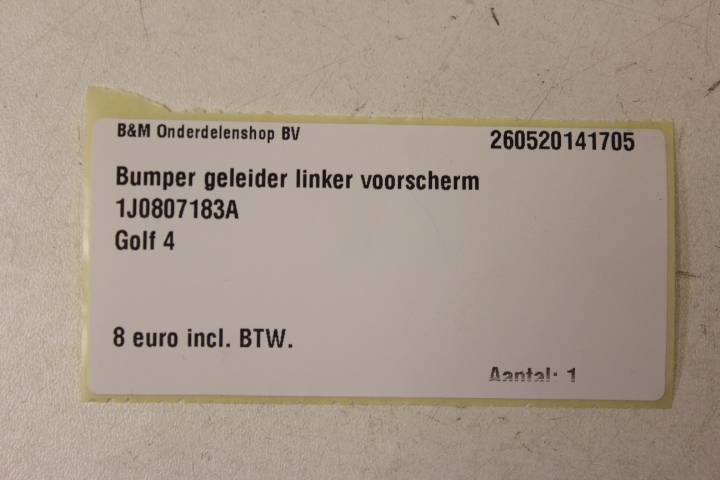 B&M Onderdelenshop BV
260520141705
Bumper geleider linker voorscherm
1J0807183A
Golf 4
8 euro incl. BTW.
Aantal: 1